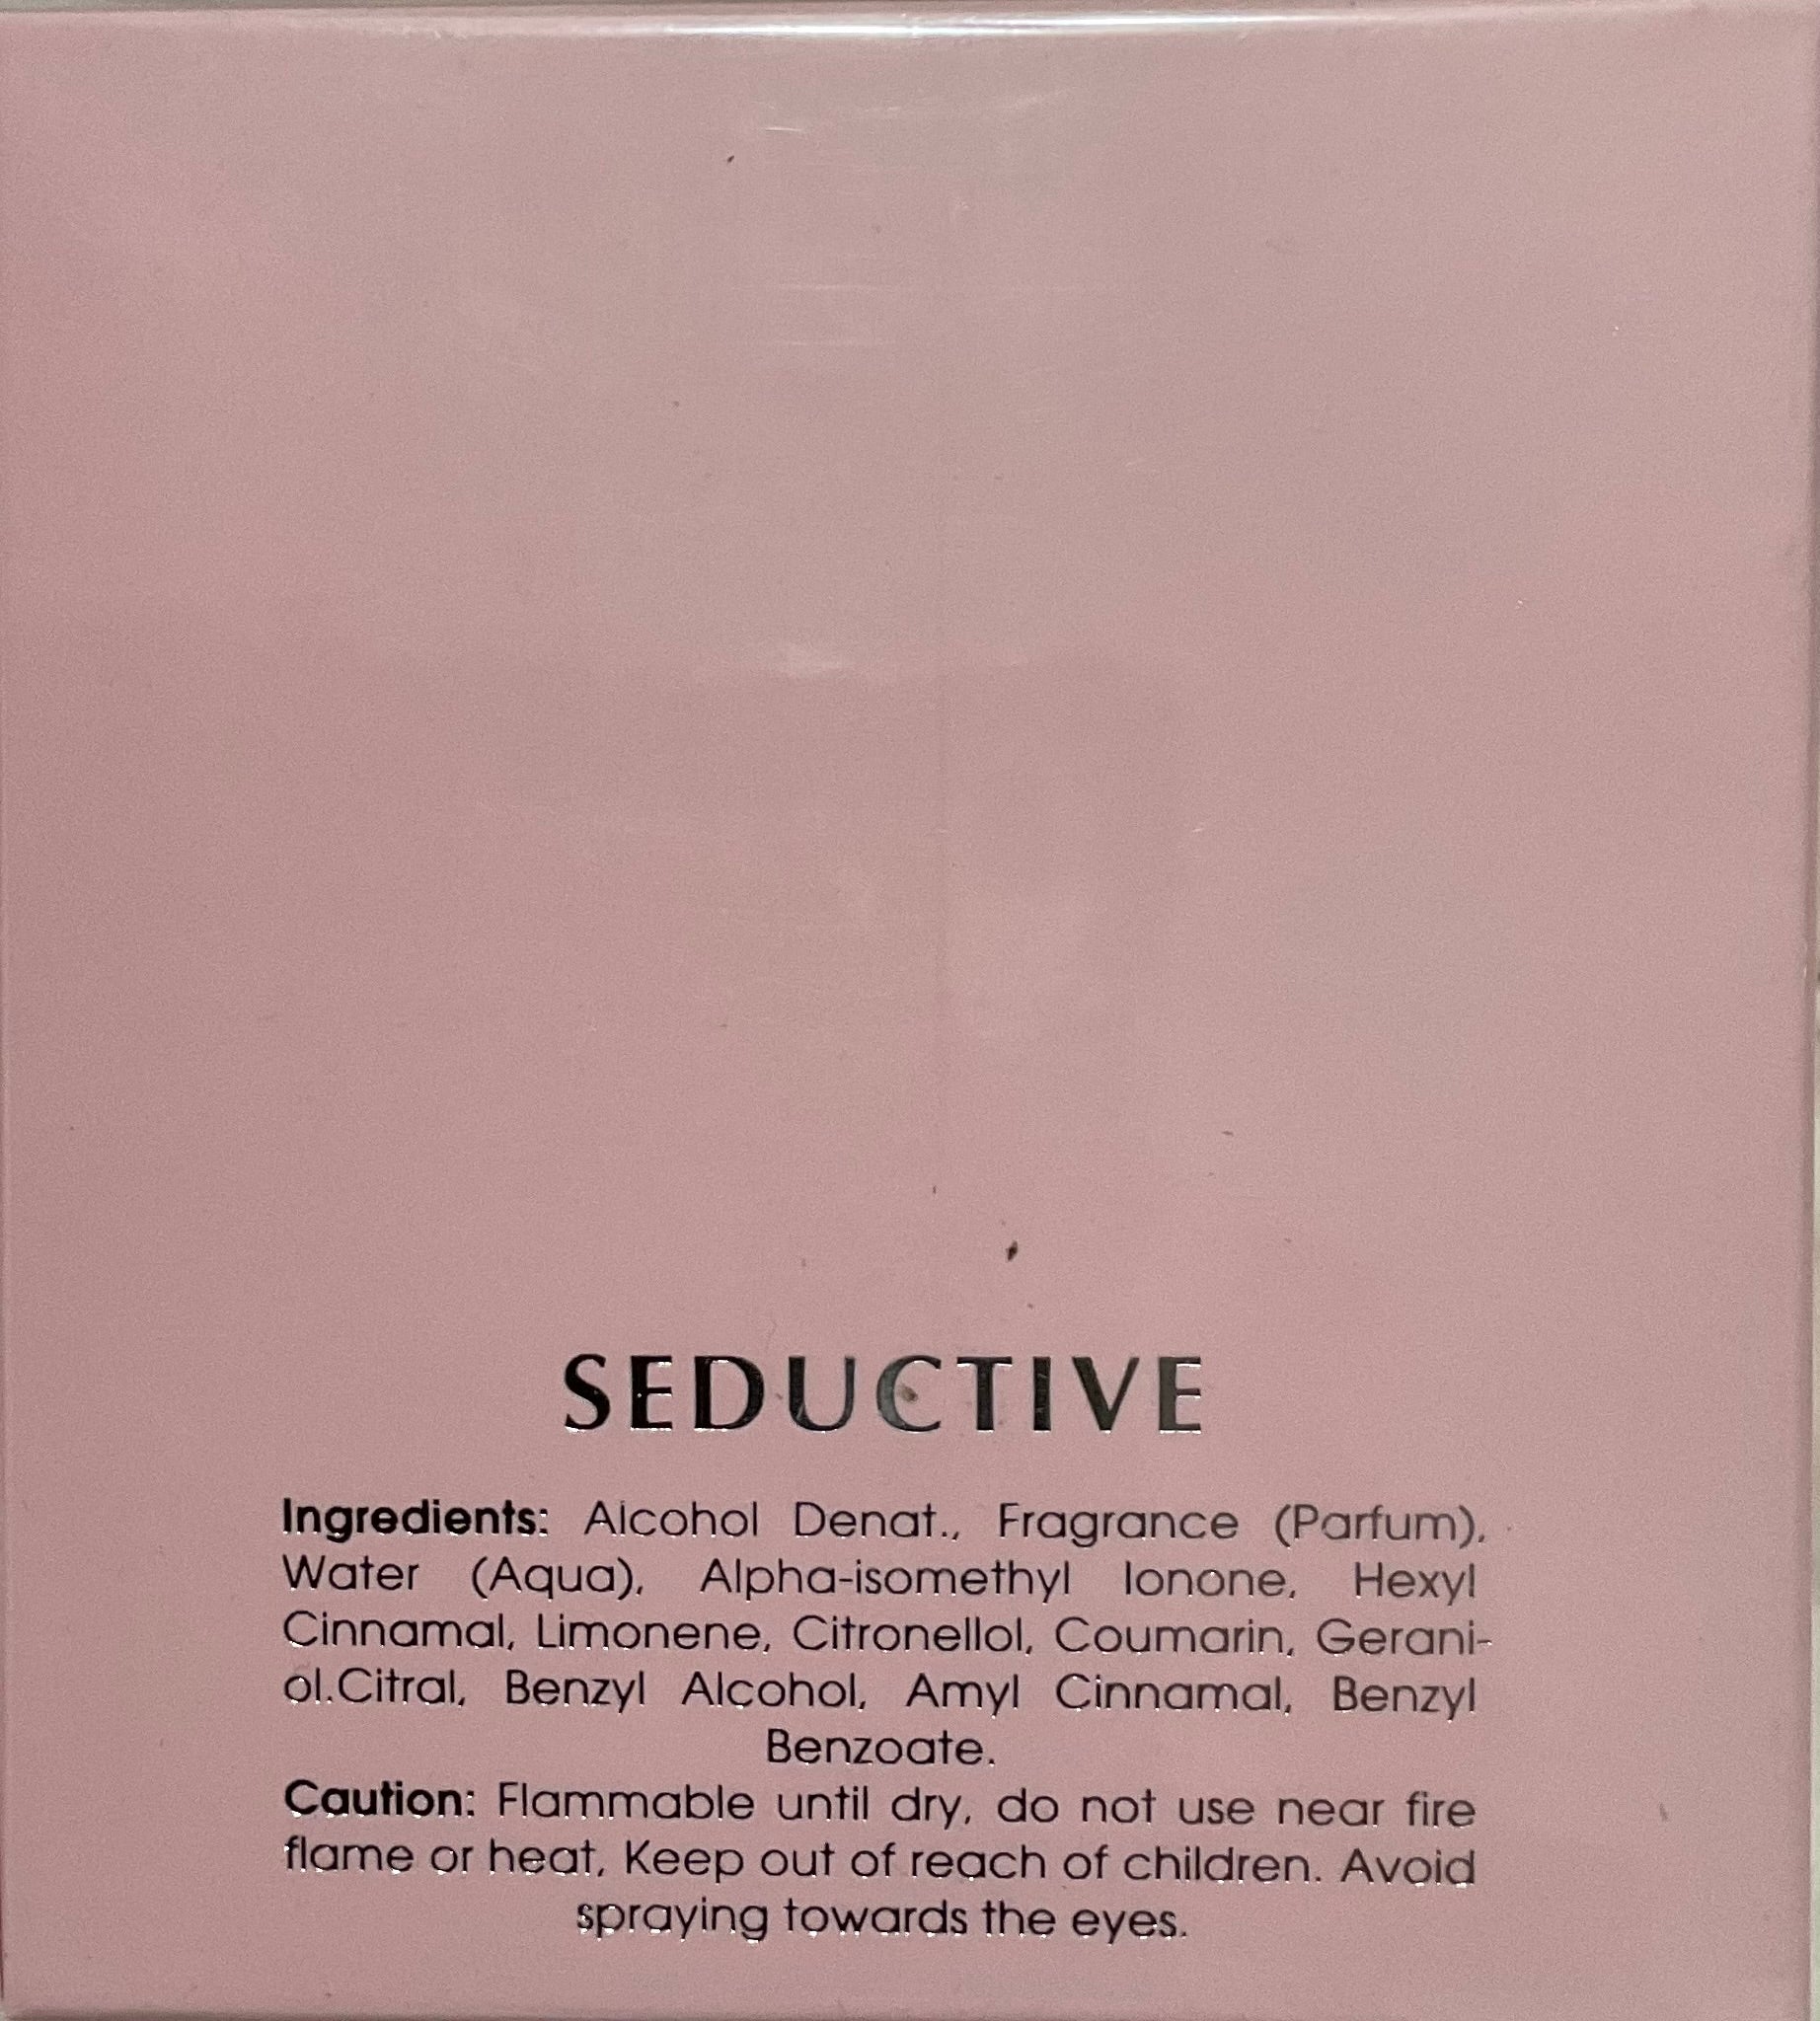 SEDUCTIVE
Ingredients: Alcohol Denat., Fragrance (Parfum),
Water (Aqua), Alpha-isomethyl Ionone, Hexyl
Cinnamal, Limonene, Citronellol, Coumarin, Gerani-
ol.Citral, Benzyl Alcohol, Amyl Cinnamal, Benzyl
Benzoate.
Caution: Flammable until dry, do not use near fire
flame or heat, Keep out of reach of children. Avoid
spraying towards the eyes.